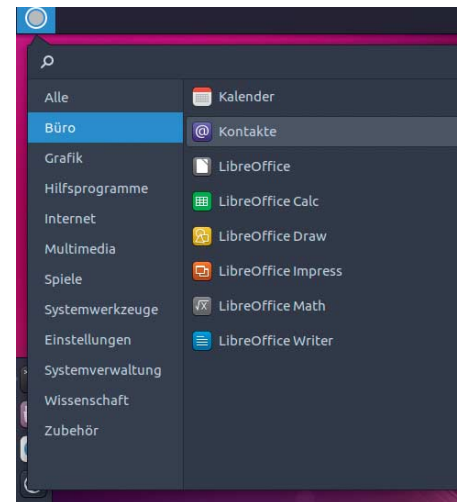 Alle
Büro
Grafik
Hilfsprogramme
Internet
Multimedia
Spiele
Systemwerkzeuge
Einstellungen
Systemverwaltung
Wissenschaft
Zubehör
Kalender
Kontakte
LibreOffice
LibreOffice Calc
LibreOffice Draw
LibreOffice Impress
LibreOffice Math
LibreOffice Writer